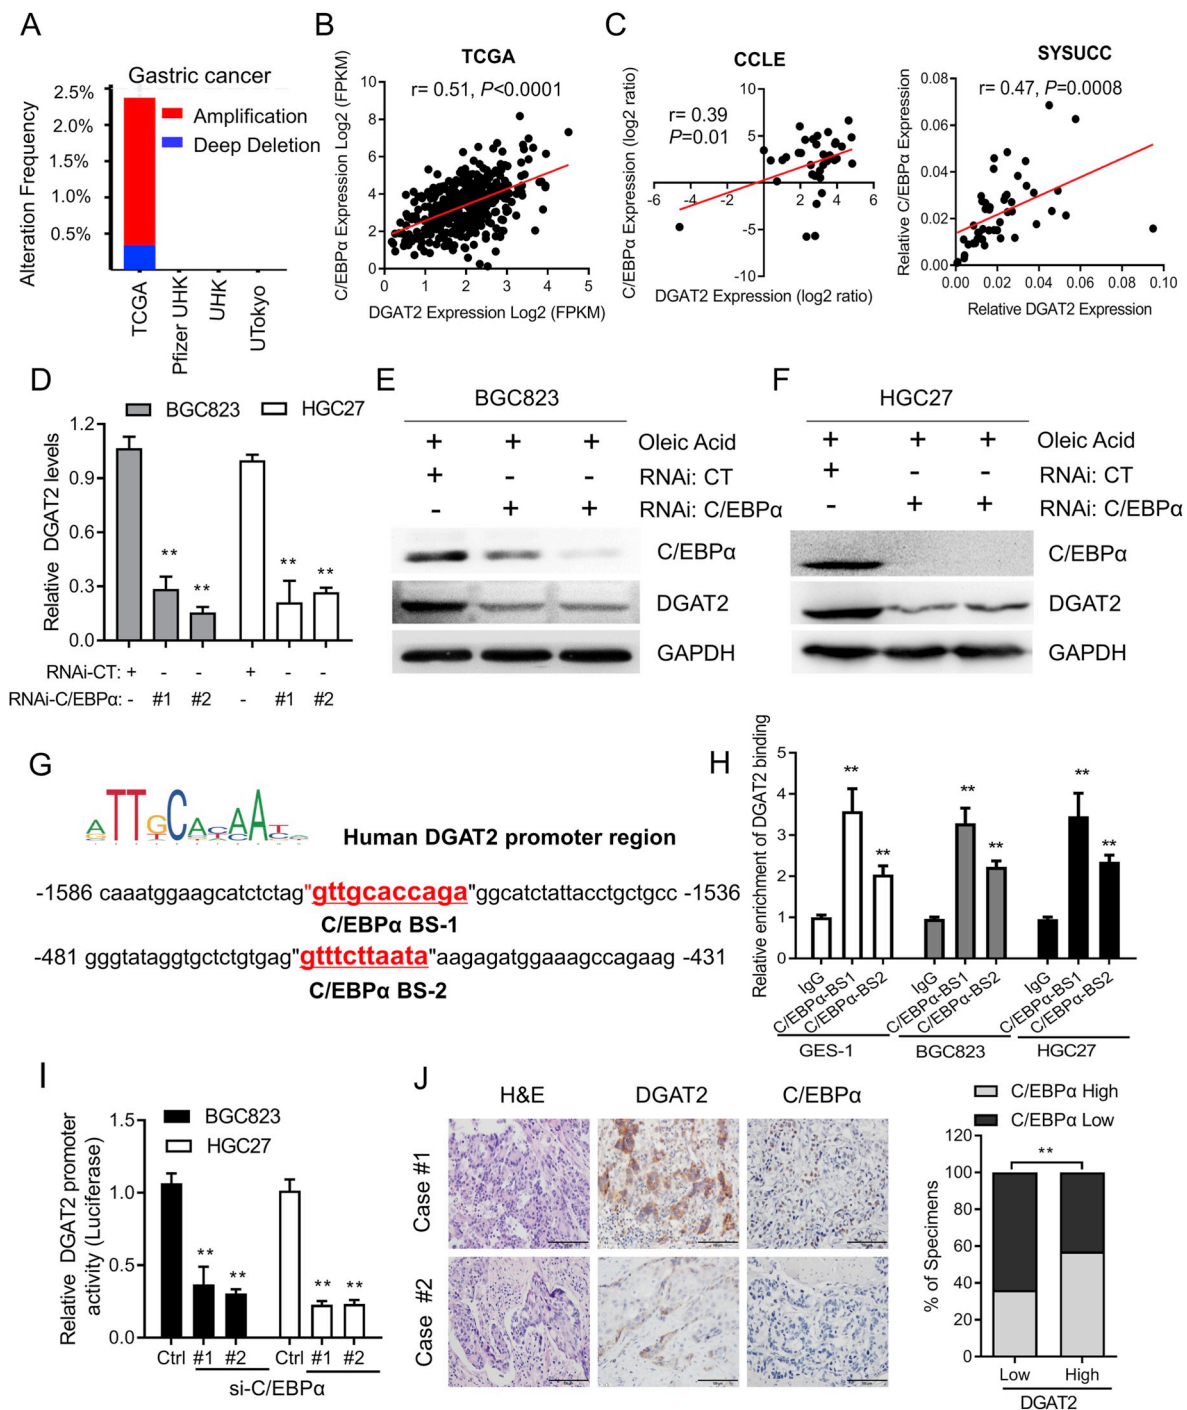 A
Gastric cancer
Alteration Frequency
2.5%
2.0%
1.5%
1.0%
0.5%
Amplification
Deep Deletion
TCGA
Pfizer UHK
UHK
UTokyo
B
TCGA
r= 0.51, P<0.0001
C/EBPα Expression Log2 (FPKM)
10
8
6
4
2
0
0 1 2 3 4 5
DGAT2 Expression Log2 (FPKM)
C
CCLE
r= 0.39
P=0.01
C/EBPα Expression (log2 ratio)
10
5
-5
-10
-6 -4 -2 2 4 6
DGAT2 Expression (log2 ratio)
SYSUCC
r= 0.47, P=0.0008
Relative C/EBPα Expression
0.08
0.06
0.04
0.02
0.00
0.00 0.02 0.04 0.06 0.08 0.10
Relative DGAT2 Expression
D
BGC823 HGC27
Relative DGAT2 levels
1.2
0.9
0.6
0.3
0.0
** ** ** **
RNAi-CT: + - - + - -
RNAi-C/EBPα: - #1 #2 - #1 #2
E
BGC823
+ + + Oleic Acid
+ - - RNAi: CT
- + + RNAi: C/EBPα
C/EBPα
DGAT2
GAPDH
F
HGC27
+ + + Oleic Acid
+ - - RNAi: CT
- + + RNAi: C/EBPα
C/EBPα
DGAT2
GAPDH
G
ATTGCAcAAT
Human DGAT2 promoter region
-1586 caaatggaagcatctctag"gttgcaccaga"ggcatctattacctgctgcc -1536
C/EBPα BS-1
-481 gggtataggtgctctgtgag"gtttcttaata"aagagatggaaagccagaag -431
C/EBPα BS-2
H
Relative enrichment of DGAT2 binding
5
4
3
2
1
0
** ** ** ** ** **
IgG C/EBPα-BS1 C/EBPα-BS2 IgG C/EBPα-BS1 C/EBPα-BS2 IgG C/EBPα-BS1 C/EBPα-BS2
GES-1 BGC823 HGC27
I
BGC823
HGC27
Relative DGAT2 promoter
activity (Luciferase)
1.5
1.0
0.5
0.0
** ** ** **
Ctrl #1 #2 Ctrl #1 #2
si-C/EBPα
J
H&E DGAT2 C/EBPα
Case #1
Case #2
C/EBPα High
C/EBPα Low
% of Specimens
120
100
80
60
40
20
0
**
Low High
DGAT2